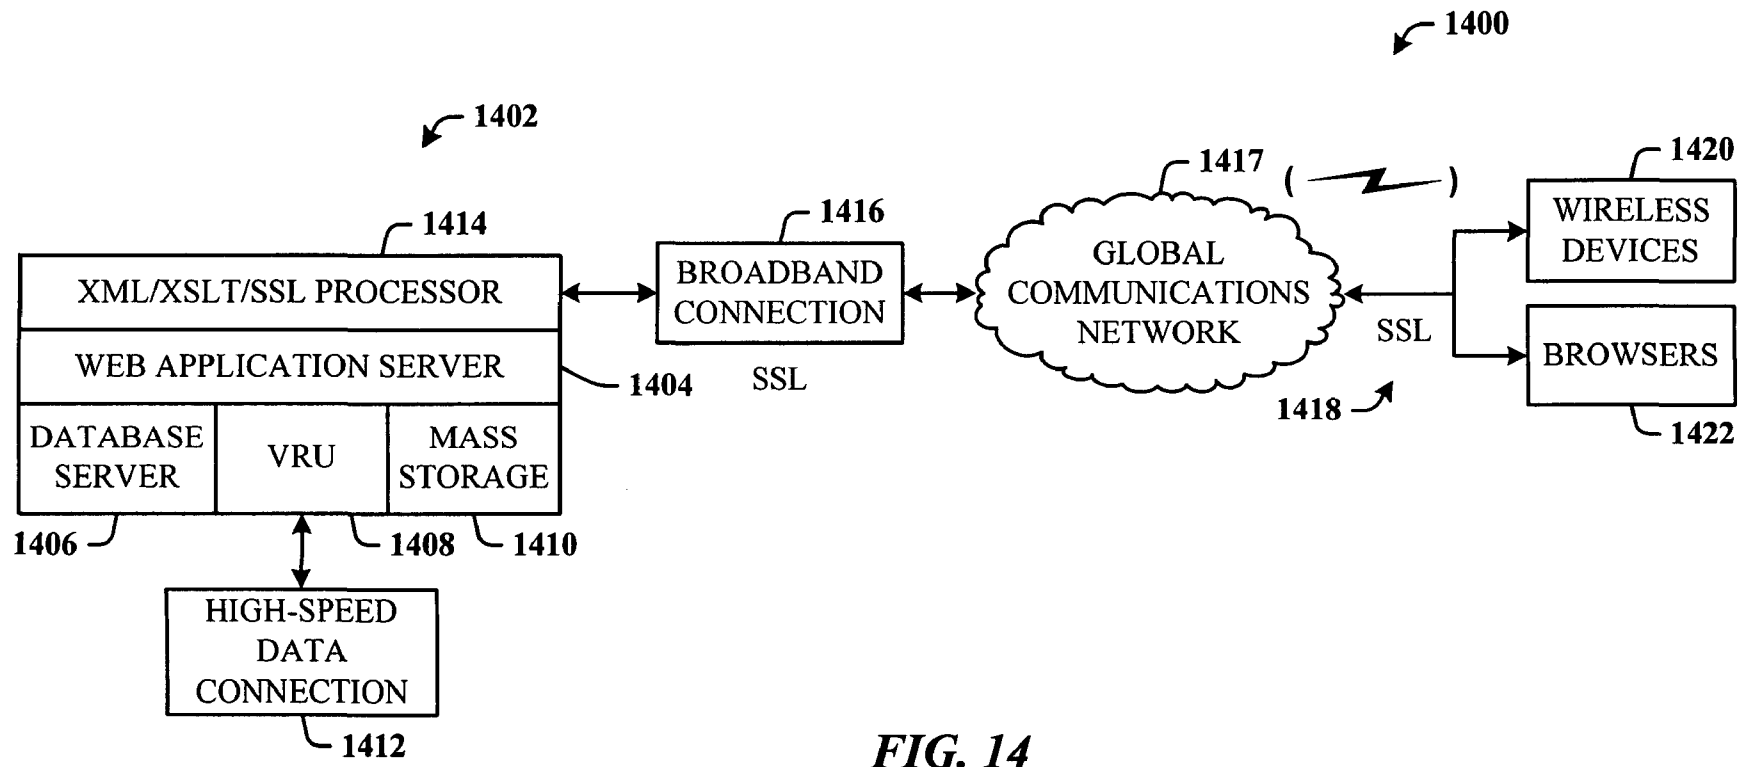 1400
1402
1417
1420
( )
1416
1414
WIRELESS
DEVICES
XML/XSLT/SSL PROCESSOR
BROADBAND
CONNECTION
GLOBAL
COMMUNICATIONS
NETWORK
SSL
WEB APPLICATION SERVER
1404
SSL
BROWSERS
1418
1422
DATABASE
SERVER
VRU
MASS
STORAGE
1406
1408
1410
HIGH-SPEED
DATA
CONNECTION
1412
FIG. 14